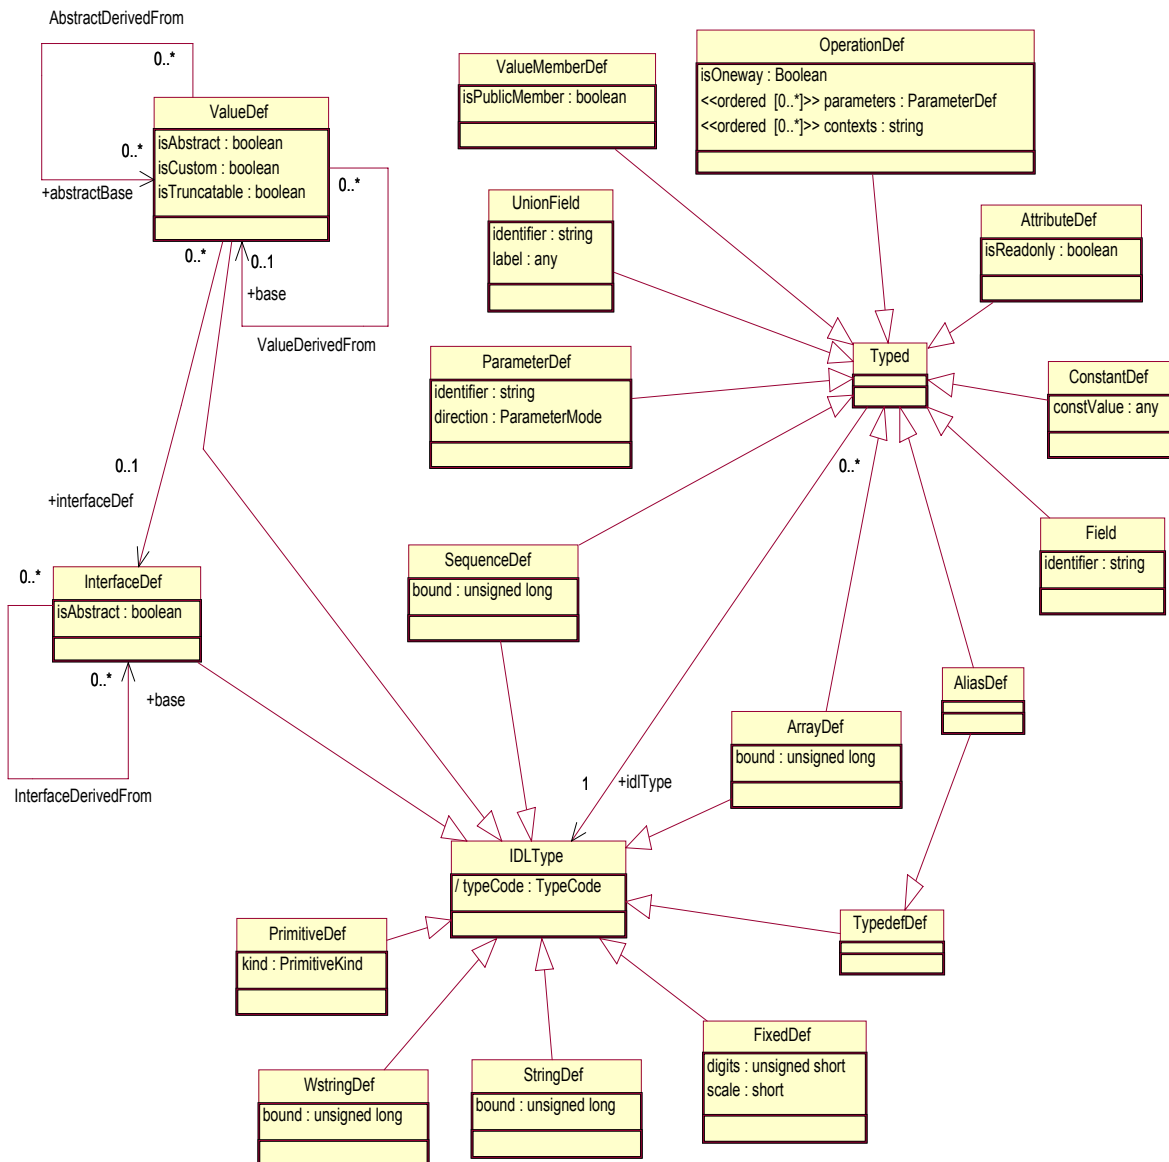 AbstractDerivedFrom
0..*
ValueDef
isAbstract : boolean
isCustom : boolean
isTruncatable : boolean
0..*
+abstractBase
0..*
0..*
0..1
+base
ValueDerivedFrom
ValueMemberDef
isPublicMember : boolean
OperationDef
isOneway : Boolean
<<ordered [0..*]>> parameters : ParameterDef
<<ordered [0..*]>> contexts : string
UnionField
identifier : string
label : any
AttributeDef
isReadonly : boolean
Typed
ParameterDef
identifier : string
direction : ParameterMode
ConstantDef
constValue : any
0..1
+interfaceDef
0..*
SequenceDef
bound : unsigned long
Field
identifier : string
0..*
InterfaceDef
isAbstract : boolean
0..*
+base
InterfaceDerivedFrom
AliasDef
ArrayDef
bound : unsigned long
1
+idlType
IDLType
/ typeCode : TypeCode
TypedefDef
PrimitiveDef
kind : PrimitiveKind
FixedDef
digits : unsigned short
scale : short
WstringDef
bound : unsigned long
StringDef
bound : unsigned long